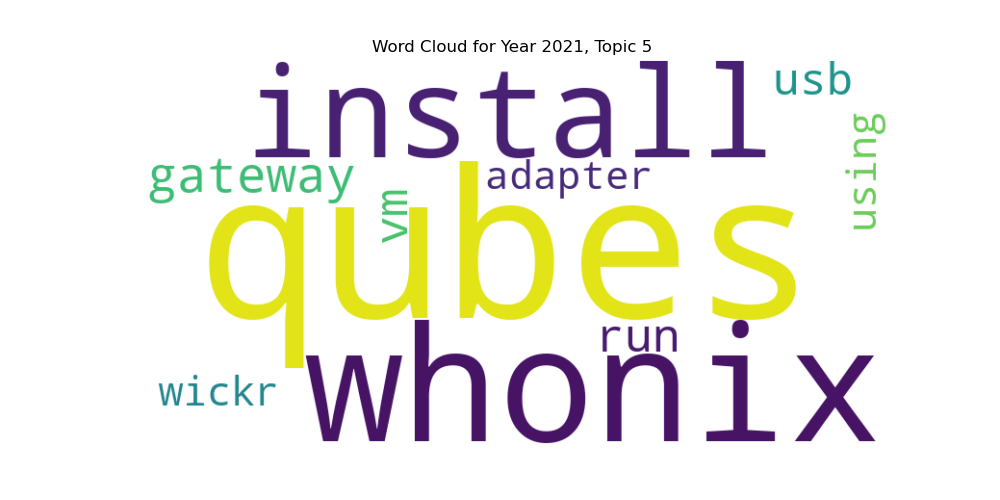 Word Cloud for Year 2021, Topic 5
install
usb
using
gateway
vm
adapter
qubes
run
wickr
whonix